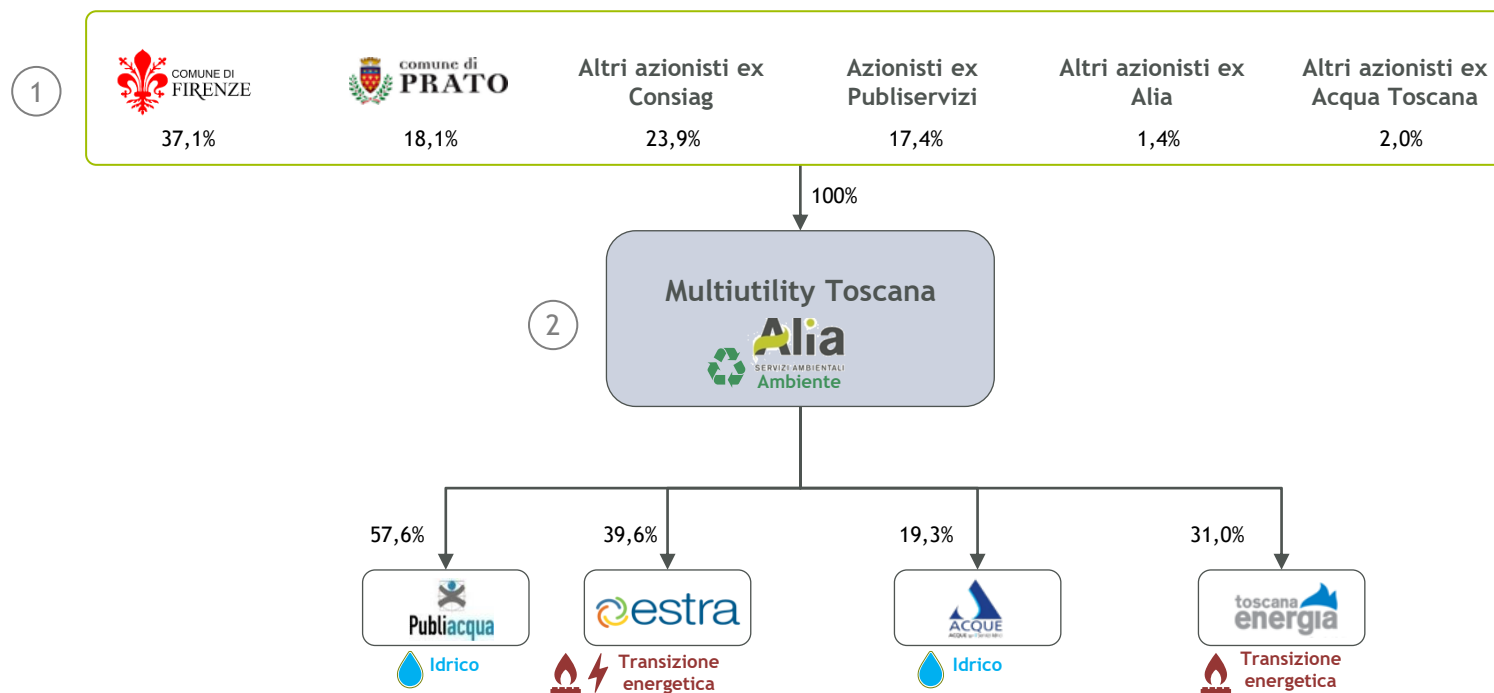 1
COMUNE DI
FIRENZE
37,1%
comune di
PRATO
18,1%
Altri azionisti ex
Consiag
23,9%
Azionisti ex
Publiservizi
17,4%
Altri azionisti ex
Alia
1,4%
Altri azionisti ex
Acqua Toscana
2,0%
100%
2
Multiutility Toscana
Alia
SERVIZI AMBIENTALI
Ambiente
57,6%
Publiacqua
Idrico
39,6%
estra
Transizione
energetica
19,3%
ACQUE
Idrico
31,0%
toscana
energia
Transizione
energetica